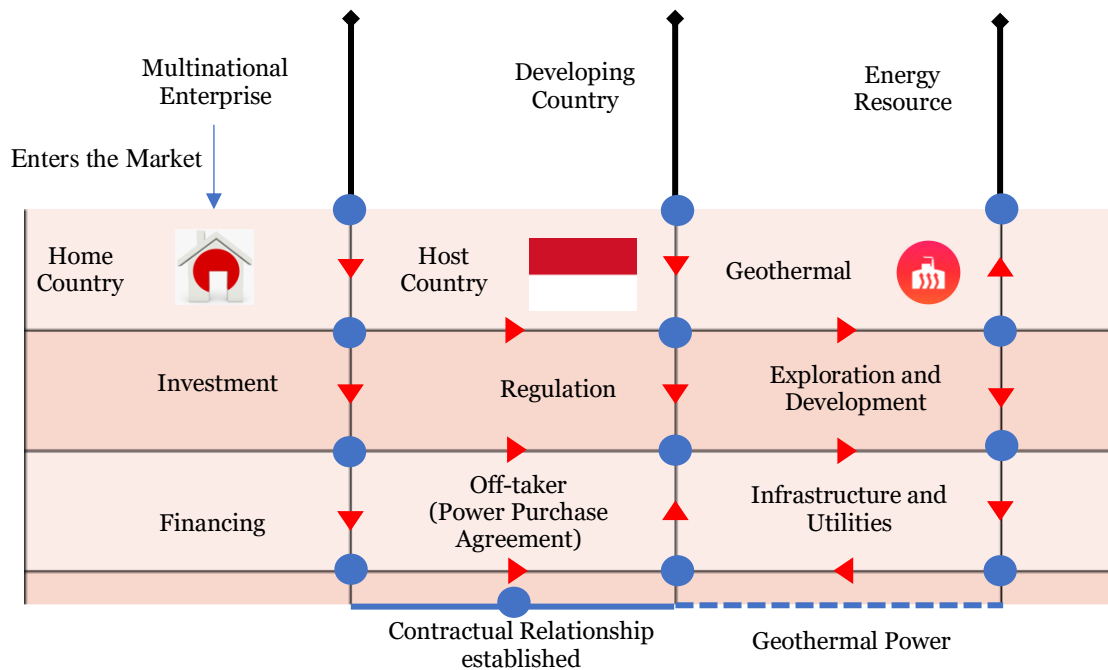 Multinational
Enterprise
Developing
Country
Energy
Resource
Enters the Market
Home
Country
Host
Country
Geothermal
Investment
Regulation
Exploration and
Development
Financing
Off-taker
(Power Purchase
Agreement)
Infrastructure and
Utilities
Contractual Relationship
established
Geothermal Power